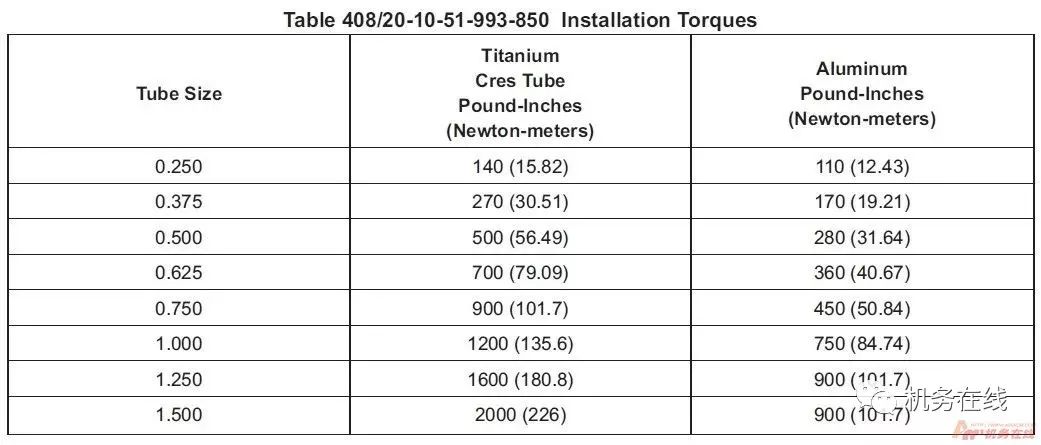 Table 408/20-10-51-993-850 Installation Torques
Tube Size
Titanium
Cres Tube
Pound-Inches
(Newton-meters)
Aluminum
Pound-Inches
(Newton-meters)
0.250 140 (15.82) 110 (12.43)
0.375 270 (30.51) 170 (19.21)
0.500 500 (56.49) 280 (31.64)
0.625 700 (79.09) 360 (40.67)
0.750 900 (101.7) 450 (50.84)
1.000 1200 (135.6) 750 (84.74)
1.250 1600 (180.8) 900 (101.7)
1.500 2000 (226) 900 (101.7)
机务在线
机务在线